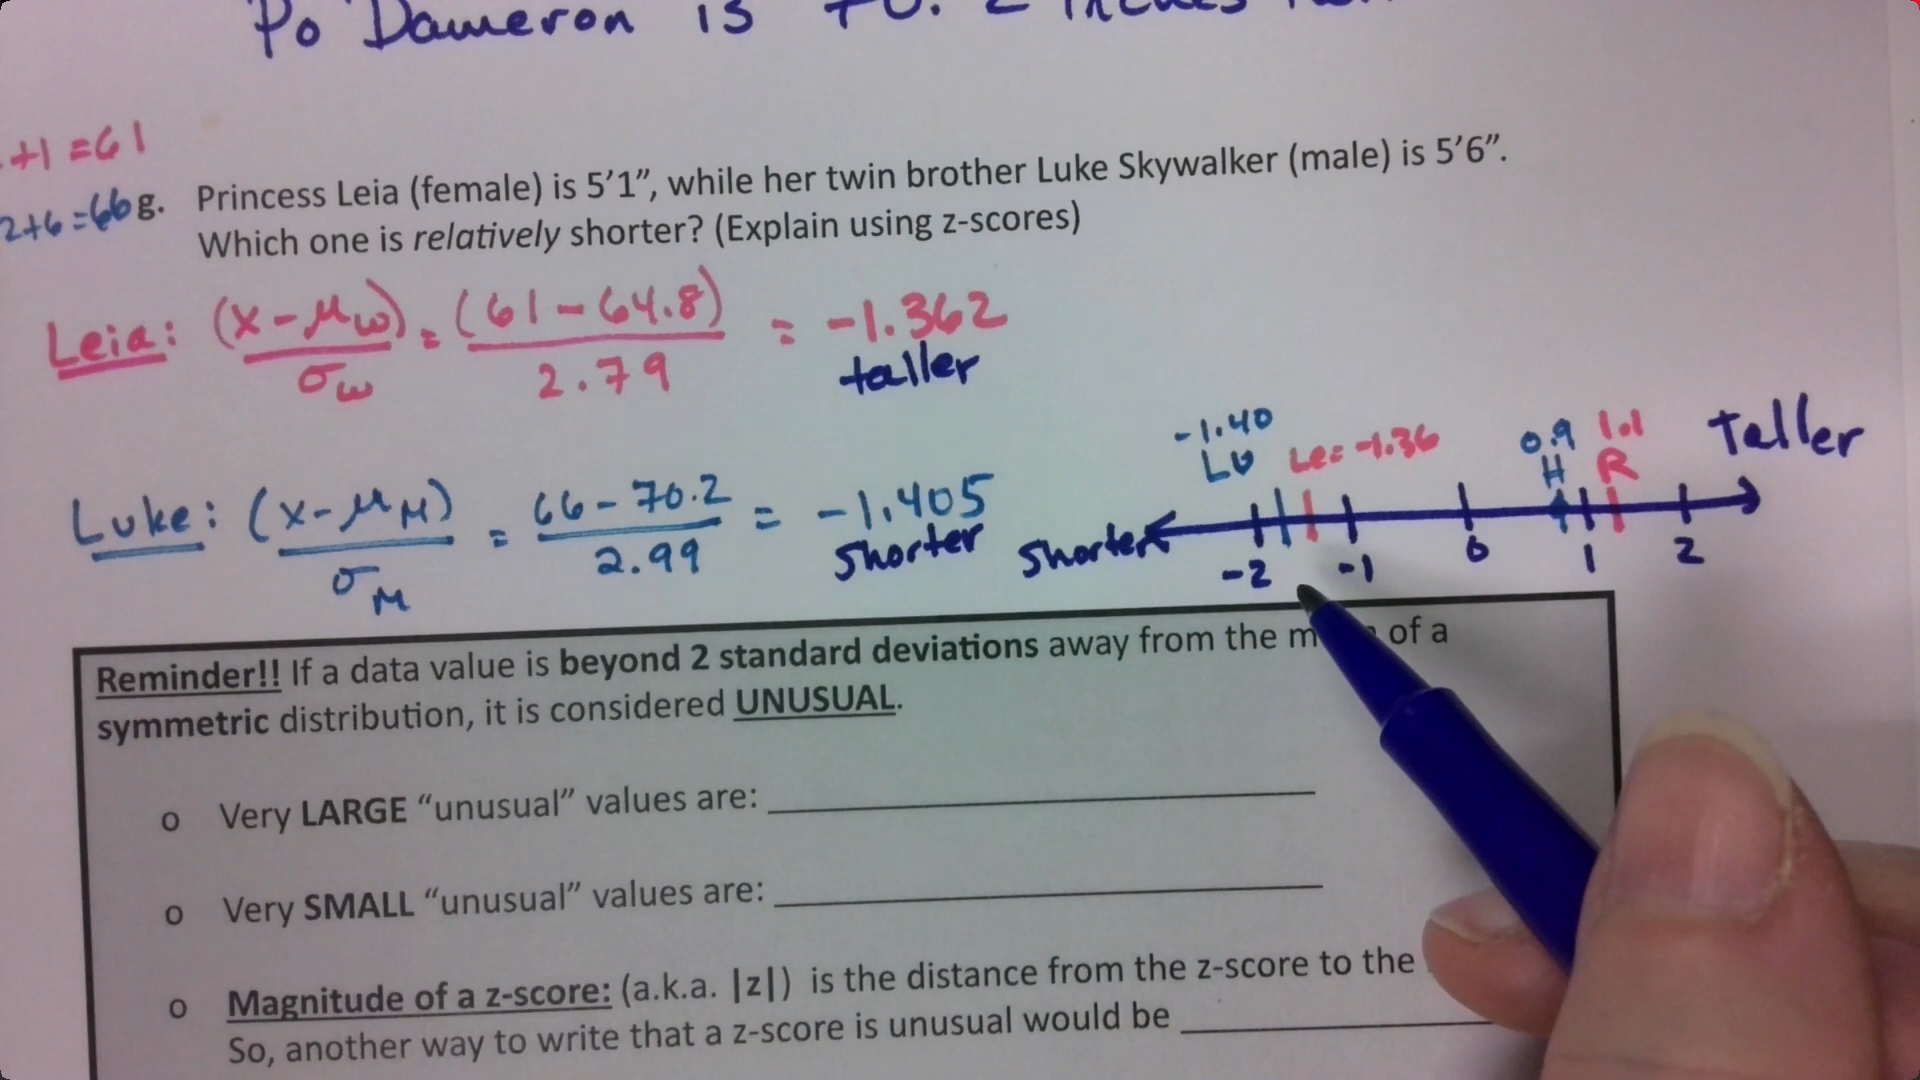 Po Dameron is
+1 = 61
2+6 = 66
g. Princess Leia (female) is 5’1”, while her twin brother Luke Skywalker (male) is 5’6”.
Which one is relatively shorter? (Explain using z-scores)
Leia: (x-μw) = (61-64.8) = -1.362
σw 2.79 taller
Luke: (x-μM) = 66-70.2 = -1.405
σM 2.99 shorter
-1.40 Le= -1.36 0.9 1.1 Taller
LU H R
shorter
-2 -1 0 1 2
Reminder!! If a data value is beyond 2 standard deviations away from the of a
symmetric distribution, it is considered UNUSUAL.
o Very LARGE “unusual” values are:
o Very SMALL “unusual” values are:
o Magnitude of a z-score: (a.k.a. |z|) is the distance from the z-score to the
So, another way to write that a z-score is unusual would be